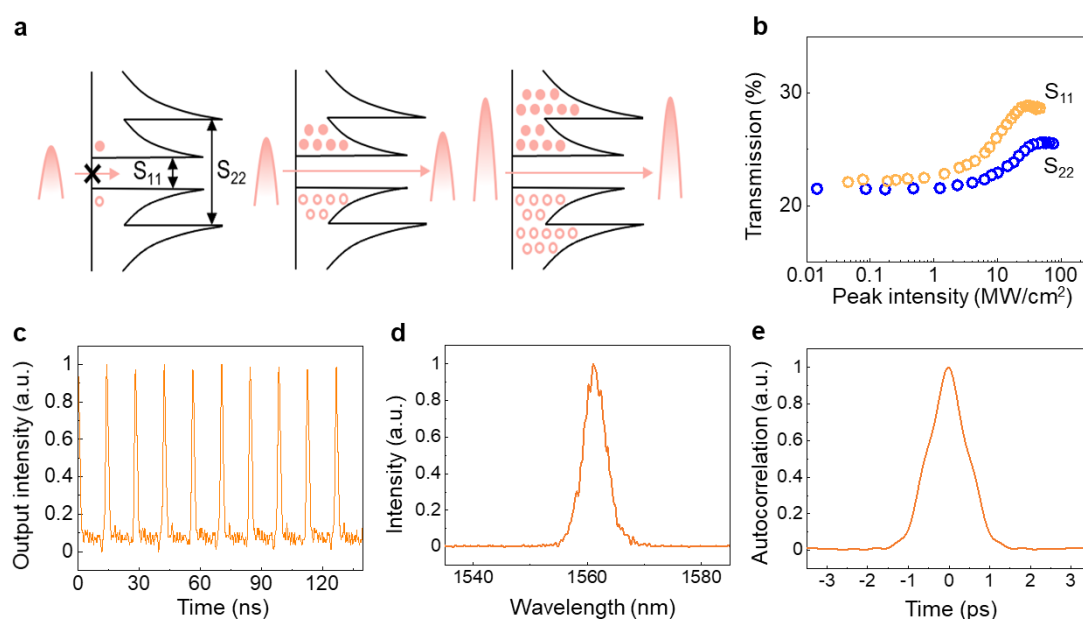 a
S11
S22
b
Transmission (%)
30
20
S11
S22
0.01 0.1 1 10 100
Peak intensity (MW/cm²)
c
Output intensity (a.u.)
1
0.8
0.6
0.4
0.2
0
0 30 60 90 120
Time (ns)
d
Intensity (a.u.)
1
0.8
0.6
0.4
0.2
0
1540 1560 1580
Wavelength (nm)
e
Autocorrelation (a.u.)
1
0.8
0.6
0.4
0.2
0
-3 -2 -1 0 1 2 3
Time (ps)